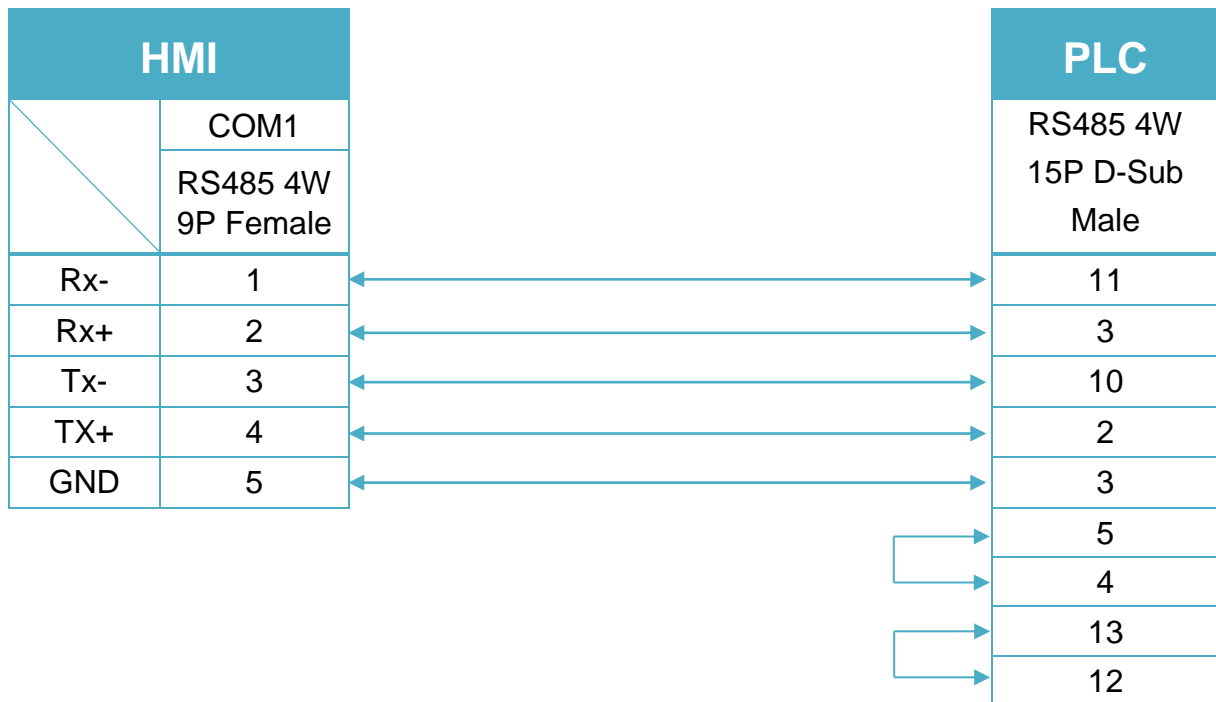 HMI
PLC
COM1
RS485 4W
9P Female
RS485 4W
15P D-Sub
Male
Rx- 1 11
Rx+ 2 3
Tx- 3 10
TX+ 4 2
GND 5 3
5
4
13
12